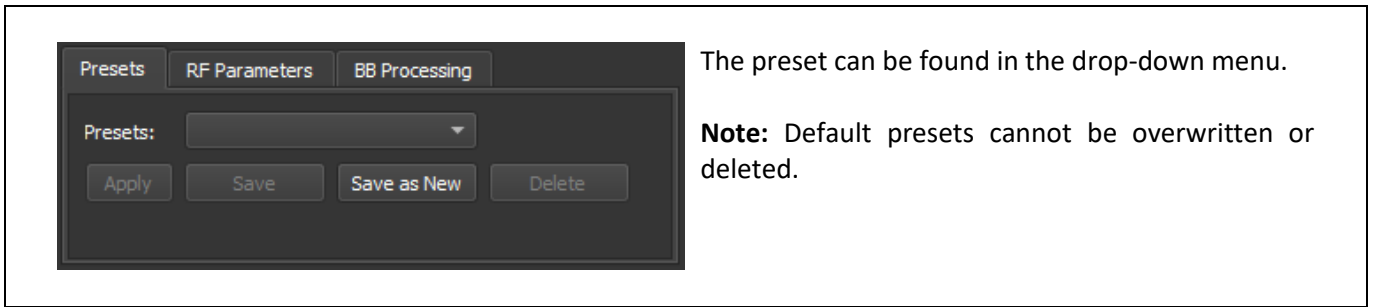 Presets RF Parameters BB Processing
Presets:
Apply Save Save as New Delete
The preset can be found in the drop-down menu.
Note: Default presets cannot be overwritten or
deleted.